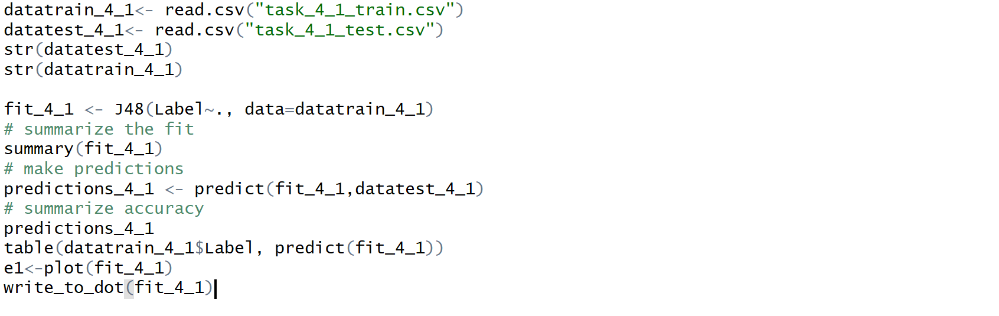 datatrain_4_1<- read.csv("task_4_1_train.csv")
datatest_4_1<- read.csv("task_4_1_test.csv")
str(datatest_4_1)
str(datatrain_4_1)
fit_4_1 <- J48(Label~., data=datatrain_4_1)
# summarize the fit
summary(fit_4_1)
# make predictions
predictions_4_1 <- predict(fit_4_1,datatest_4_1)
# summarize accuracy
predictions_4_1
table(datatrain_4_1$Label, predict(fit_4_1))
e1<-plot(fit_4_1)
write_to_dot(fit_4_1)